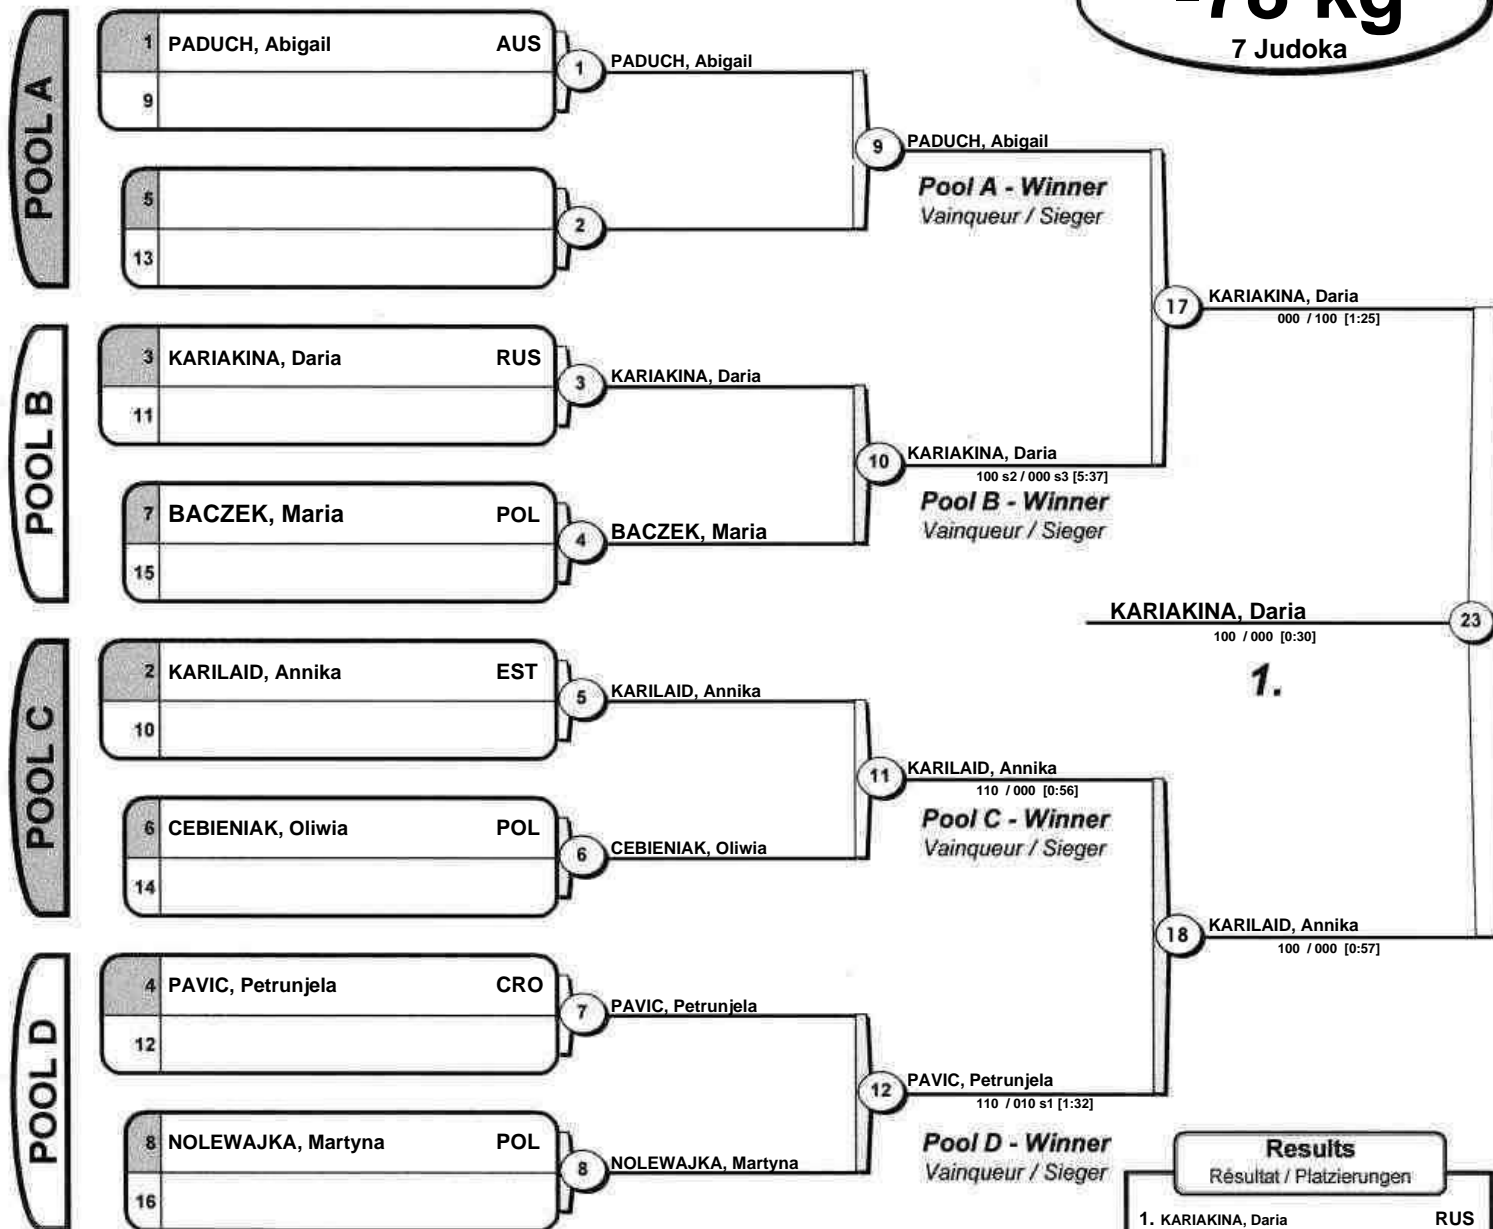 -78 kg
7 Judoka
POOL A
1 PADUCH, Abigail AUS
9
5
13
1 PADUCH, Abigail
2
9 PADUCH, Abigail
Pool A - Winner
Vainqueur / Sieger
POOL B
3 KARIAKINA, Daria RUS
11
7 BACZEK, Maria POL
15
3 KARIAKINA, Daria
4 BACZEK, Maria
10 KARIAKINA, Daria
100 s2 / 000 s3 [5:37]
Pool B - Winner
Vainqueur / Sieger
17 KARIAKINA, Daria
000 / 100 [1:25]
KARIAKINA, Daria 23
100 / 000 [0:30]
1.
POOL C
2 KARILAID, Annika EST
10
6 CEBIENIAK, Oliwia POL
14
5 KARILAID, Annika
6 CEBIENIAK, Oliwia
11 KARILAID, Annika
110 / 000 [0:56]
Pool C - Winner
Vainqueur / Sieger
18 KARILAID, Annika
100 / 000 [0:57]
POOL D
4 PAVIC, Petrunjela CRO
12
8 NOLEWAJKA, Martyna POL
16
7 PAVIC, Petrunjela
8 NOLEWAJKA, Martyna
12 PAVIC, Petrunjela
110 / 010 s1 [1:32]
Pool D - Winner
Vainqueur / Sieger
Results
Résultat / Platzierungen
1. KARIAKINA, Daria RUS